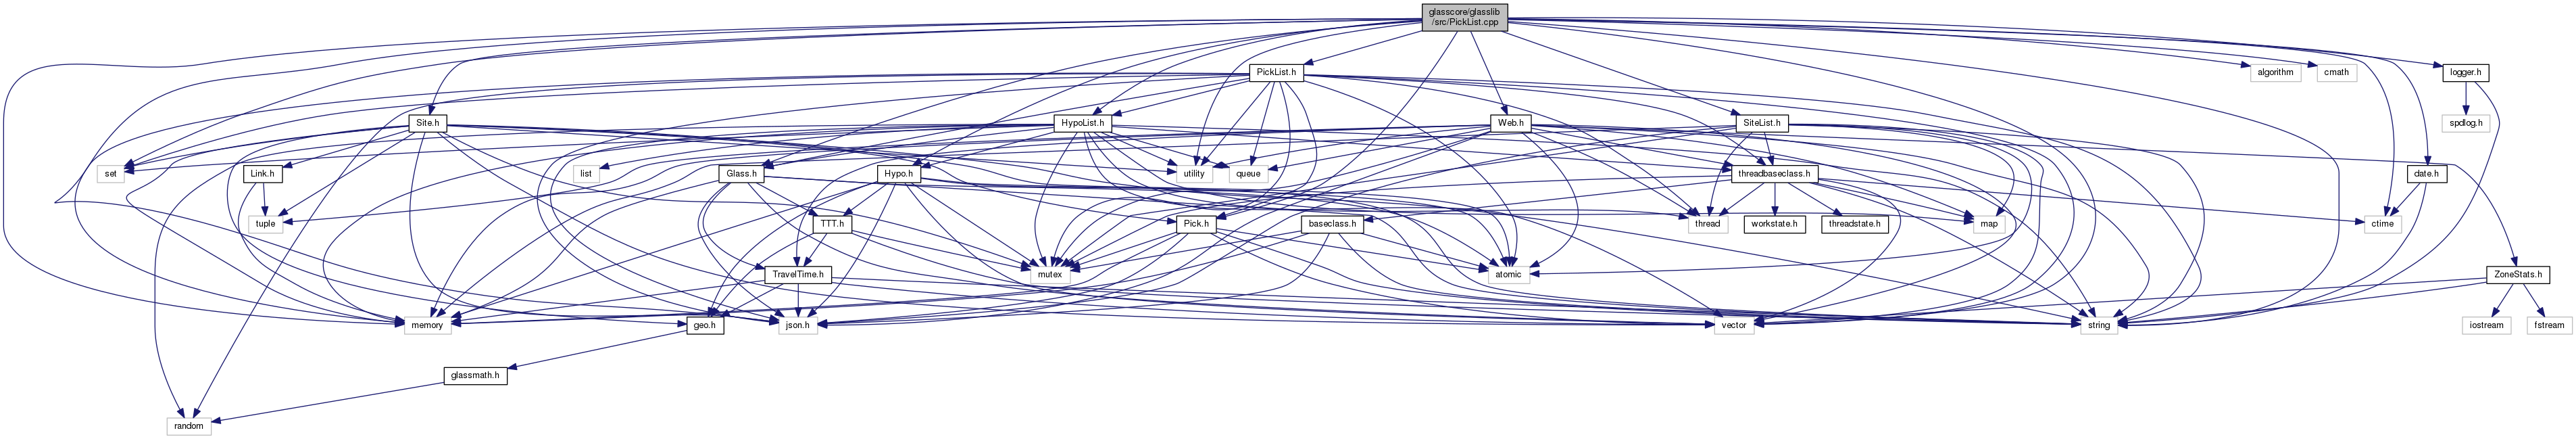 glasscore/glasslib
/src/PickList.cpp
PickList.h
algorithm
cmath
logger.h
Site.h
HypoList.h
Web.h
SiteList.h
spdlog.h
set
Link.h
list
Glass.h
Hypo.h
utility
queue
threadbaseclass.h
date.h
tuple
TTT.h
Pick.h
baseclass.h
thread
workstate.h
threadstate.h
map
ctime
TravelTime.h
mutex
atomic
ZoneStats.h
memory
geo.h
json.h
vector
string
iostream
fstream
glassmath.h
random